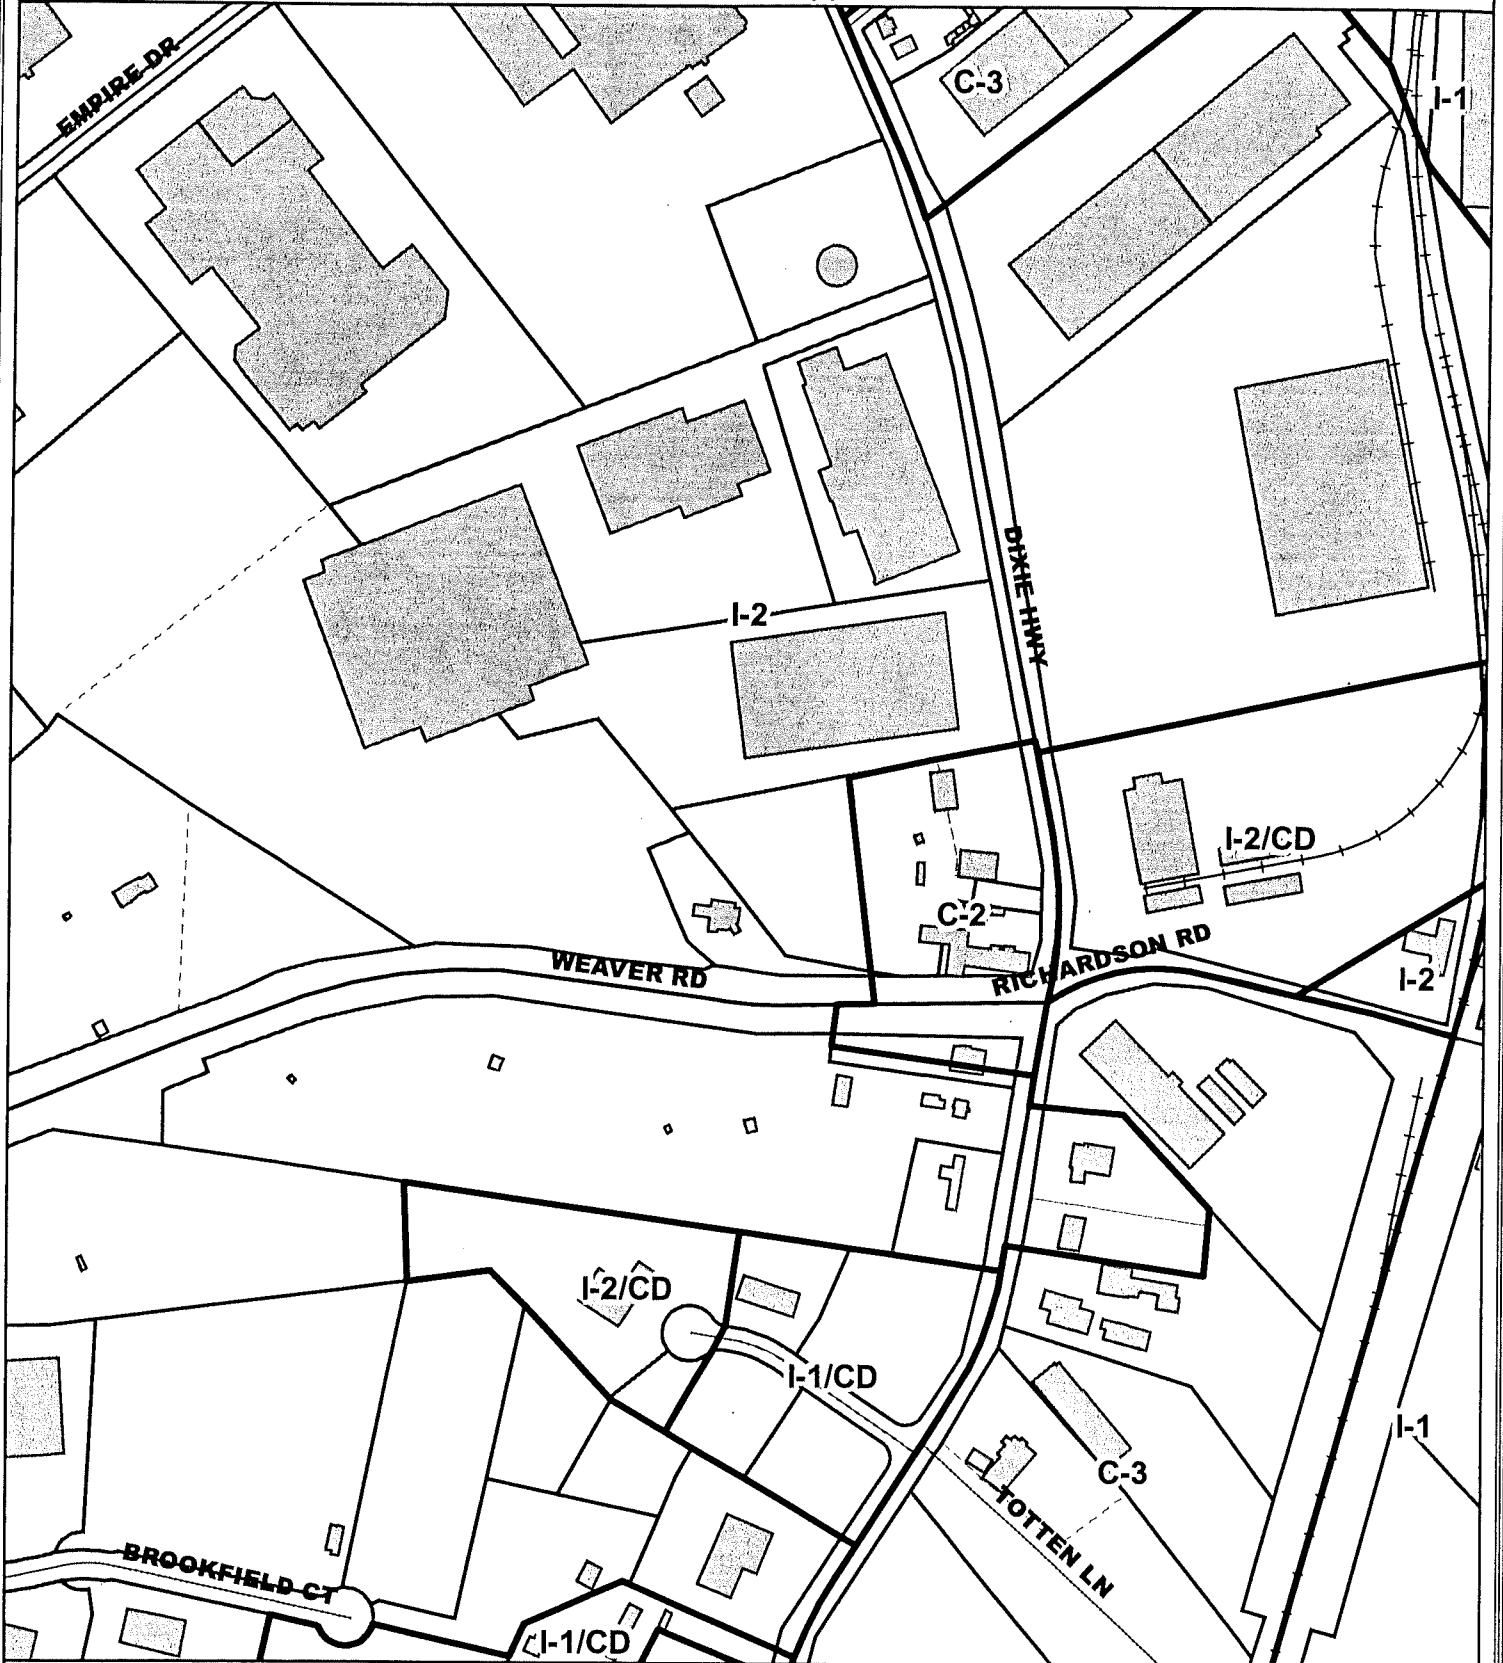 EMPIRE DR
C-3
I-1
DIXIE HWY
I-2
I-2/CD
C-2
WEAVER RD
RICHARDSON RD
I-2
I-2/CD
I-1/CD
I-1
C-3
TOTTEN LN
BROOKFIELD CT
I-1/CD